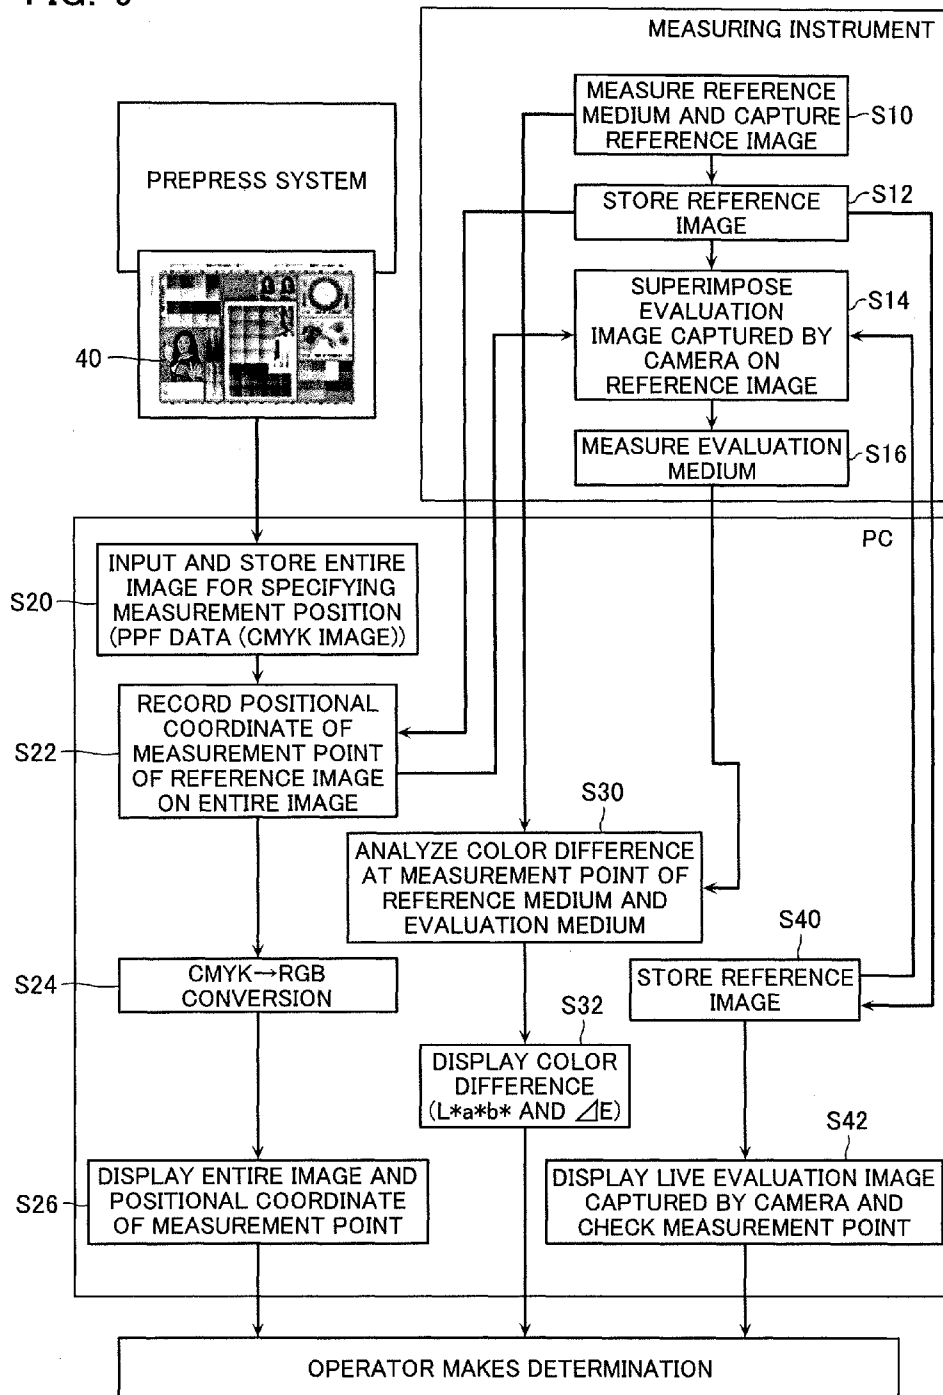 FIG.
MEASURING INSTRUMENT
MEASURE REFERENCE
MEDIUM AND CAPTURE
REFERENCE IMAGE
S10
PREPRESS SYSTEM
STORE REFERENCE
IMAGE
S12
SUPERIMPOSE
EVALUATION
IMAGE CAPTURED BY
CAMERA ON
REFERENCE IMAGE
S14
40
MEASURE EVALUATION
MEDIUM
S16
PC
INPUT AND STORE ENTIRE
IMAGE FOR SPECIFYING
MEASUREMENT POSITION
(PPF DATA (CMYK IMAGE))
S20
RECORD POSITIONAL
COORDINATE OF
MEASUREMENT POINT
OF REFERENCE IMAGE
ON ENTIRE IMAGE
S22
S30
ANALYZE COLOR DIFFERENCE
AT MEASUREMENT POINT OF
REFERENCE MEDIUM AND
EVALUATION MEDIUM
S40
STORE REFERENCE
IMAGE
S24
CMYK→RGB
CONVERSION
S32
DISPLAY COLOR
DIFFERENCE
(L*a*b* AND ⊿E)
S42
S26
DISPLAY ENTIRE IMAGE AND
POSITIONAL COORDINATE
OF MEASUREMENT POINT
DISPLAY LIVE EVALUATION IMAGE
CAPTURED BY CAMERA AND
CHECK MEASUREMENT POINT
OPERATOR MAKES DETERMINATION